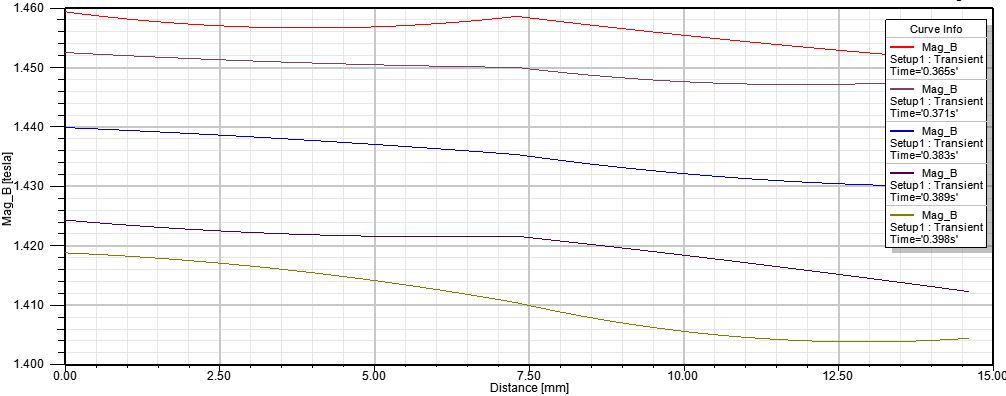 1.460
1.450
1.440
1.430
1.420
1.410
1.400
Mag_B [tesla]
0.00
2.50
5.00
7.50
10.00
12.50
15.00
Distance [mm]
Curve Info
Mag_B
Setup1 : Transient
Time='0.365s'
Mag_B
Setup1 : Transient
Time='0.371s'
Mag_B
Setup1 : Transient
Time='0.383s'
Mag_B
Setup1 : Transient
Time='0.389s'
Mag_B
Setup1 : Transient
Time='0.398s'